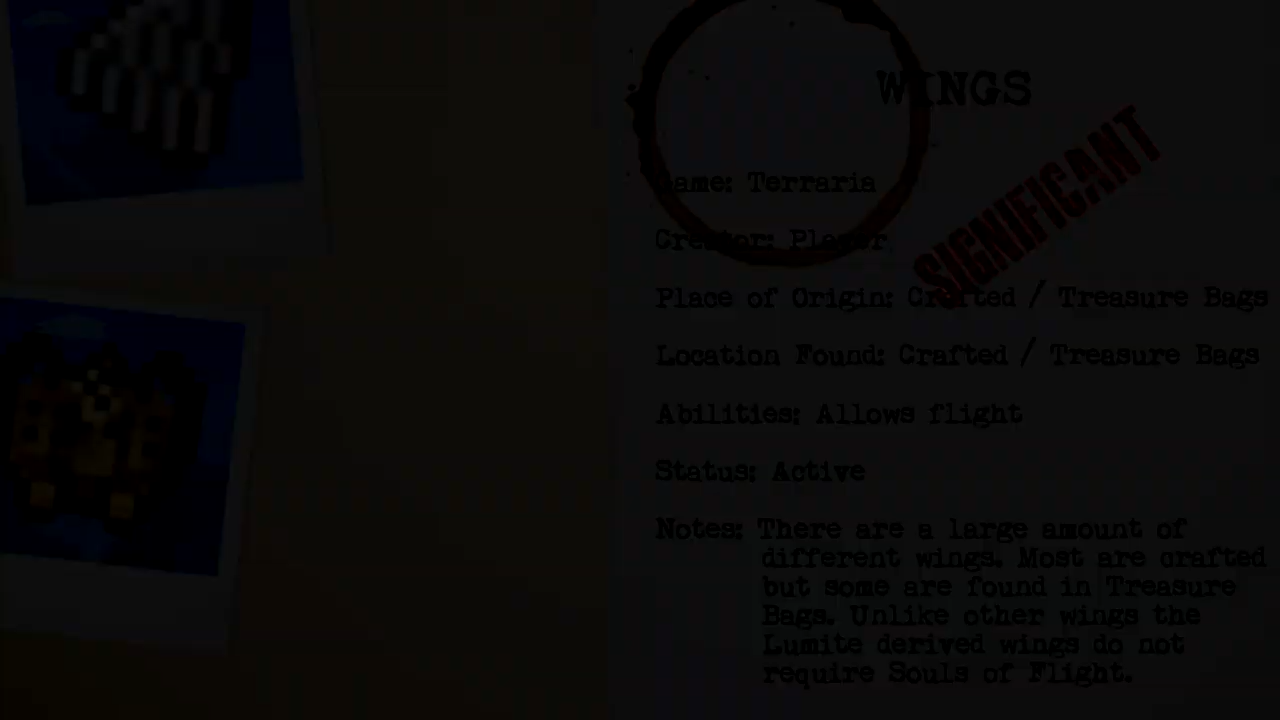 WINGS
Name: Terraria
SIGNIFICANT
Creator: Player
Place of Origin: Crafted / Treasure Bags
Location Found: Crafted / Treasure Bags
Abilities: Allows flight
Status: Active
Notes: There are a large amount of
different wings. Most are crafted
but some are found in Treasure
Bags. Unlike other wings the
Lumite derived wings do not
require Souls of Flight.